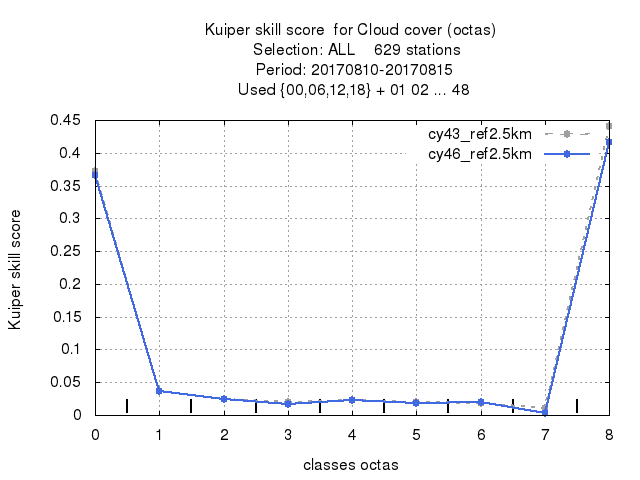 Kuiper skill score  for Cloud cover (octas)
Selection: ALL    629 stations
Period: 20170810-20170815
Used {00,06,12,18} + 01 02 ... 48
cy43_ref2.5km
cy46_ref2.5km
0.45
0.4
0.35
0.3
0.25
0.2
0.15
0.1
0.05
0
Kuiper skill score
0 1 2 3 4 5 6 7 8
classes octas